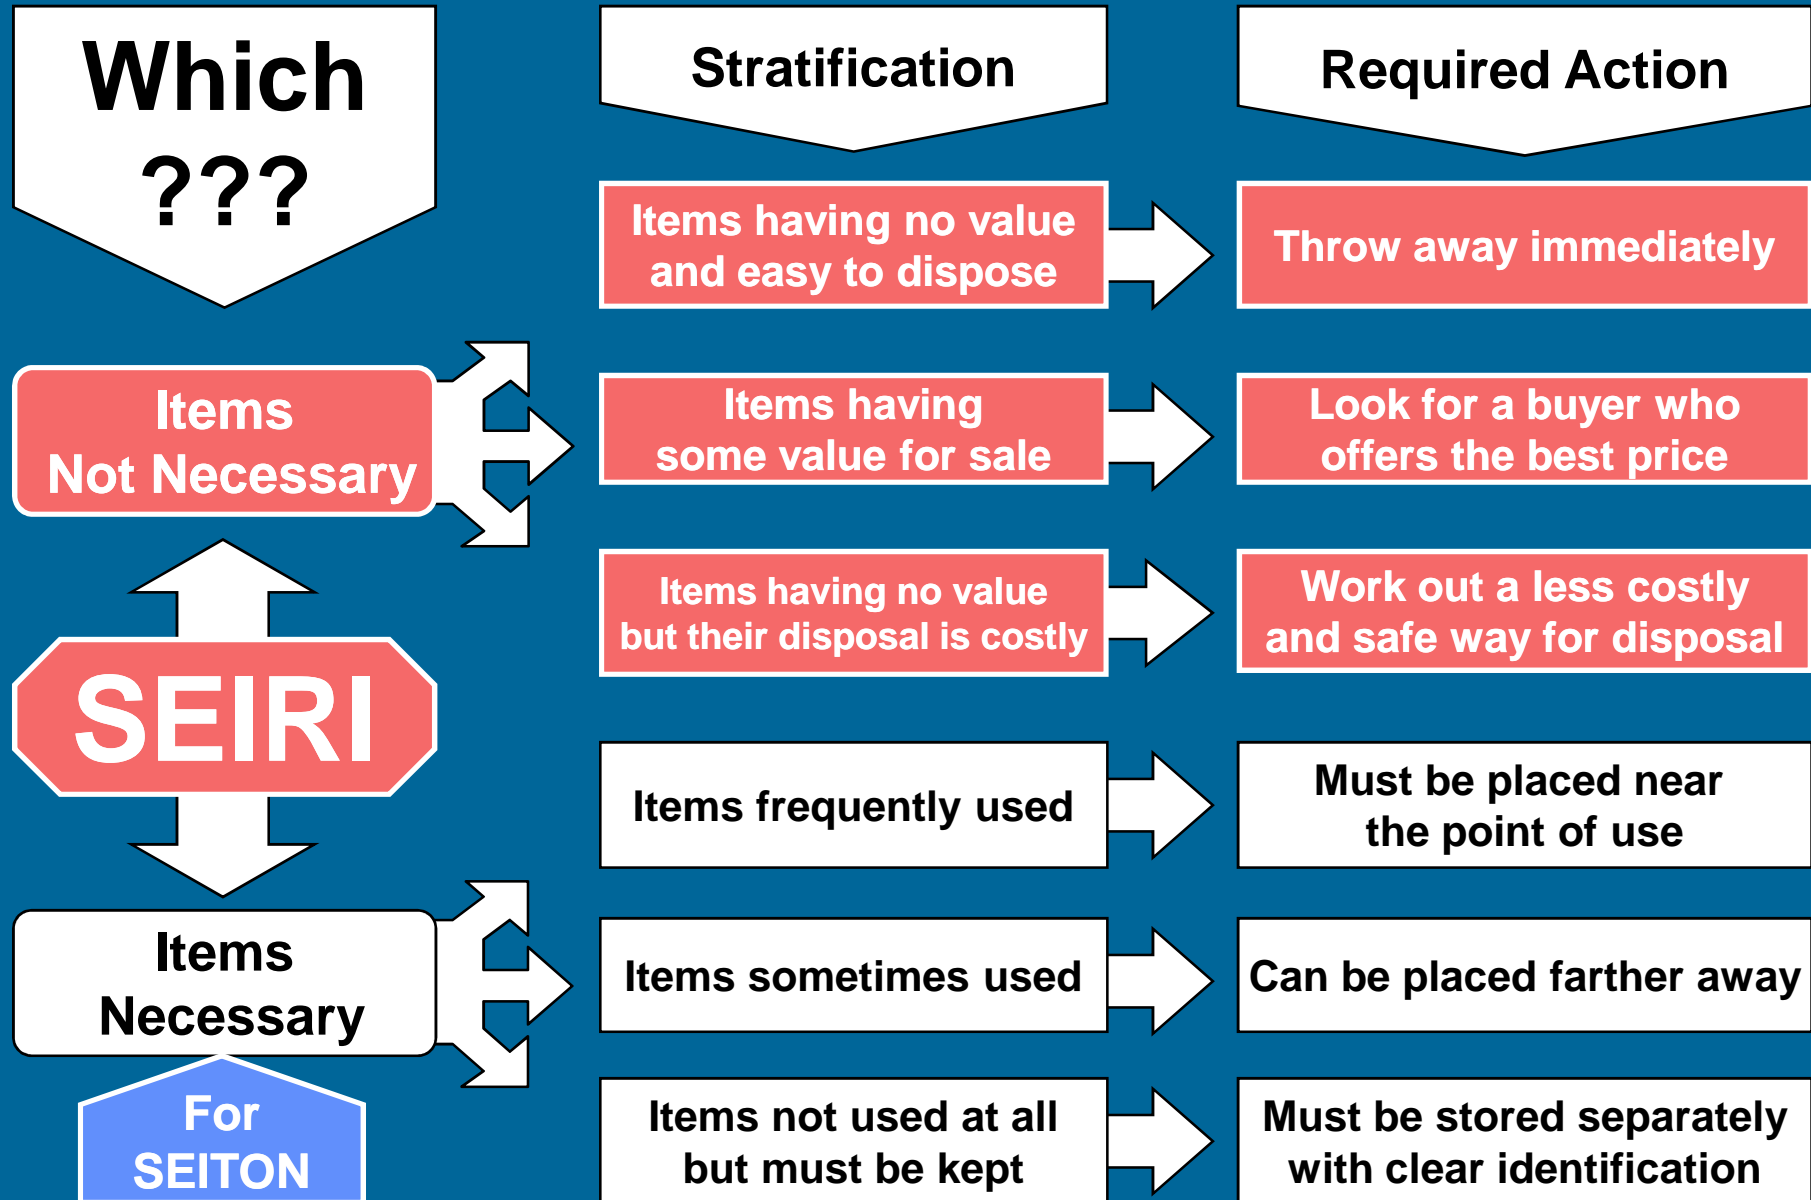 Which
???
Stratification
Required Action
Items having no value
and easy to dispose
Throw away immediately
Items
Not Necessary
Items having
some value for sale
Look for a buyer who
offers the best price
Items having no value
but their disposal is costly
Work out a less costly
and safe way for disposal
SEIRI
Items frequently used
Must be placed near
the point of use
Items
Necessary
Items sometimes used
Can be placed farther away
For
SEITON
Items not used at all
but must be kept
Must be stored separately
with clear identification